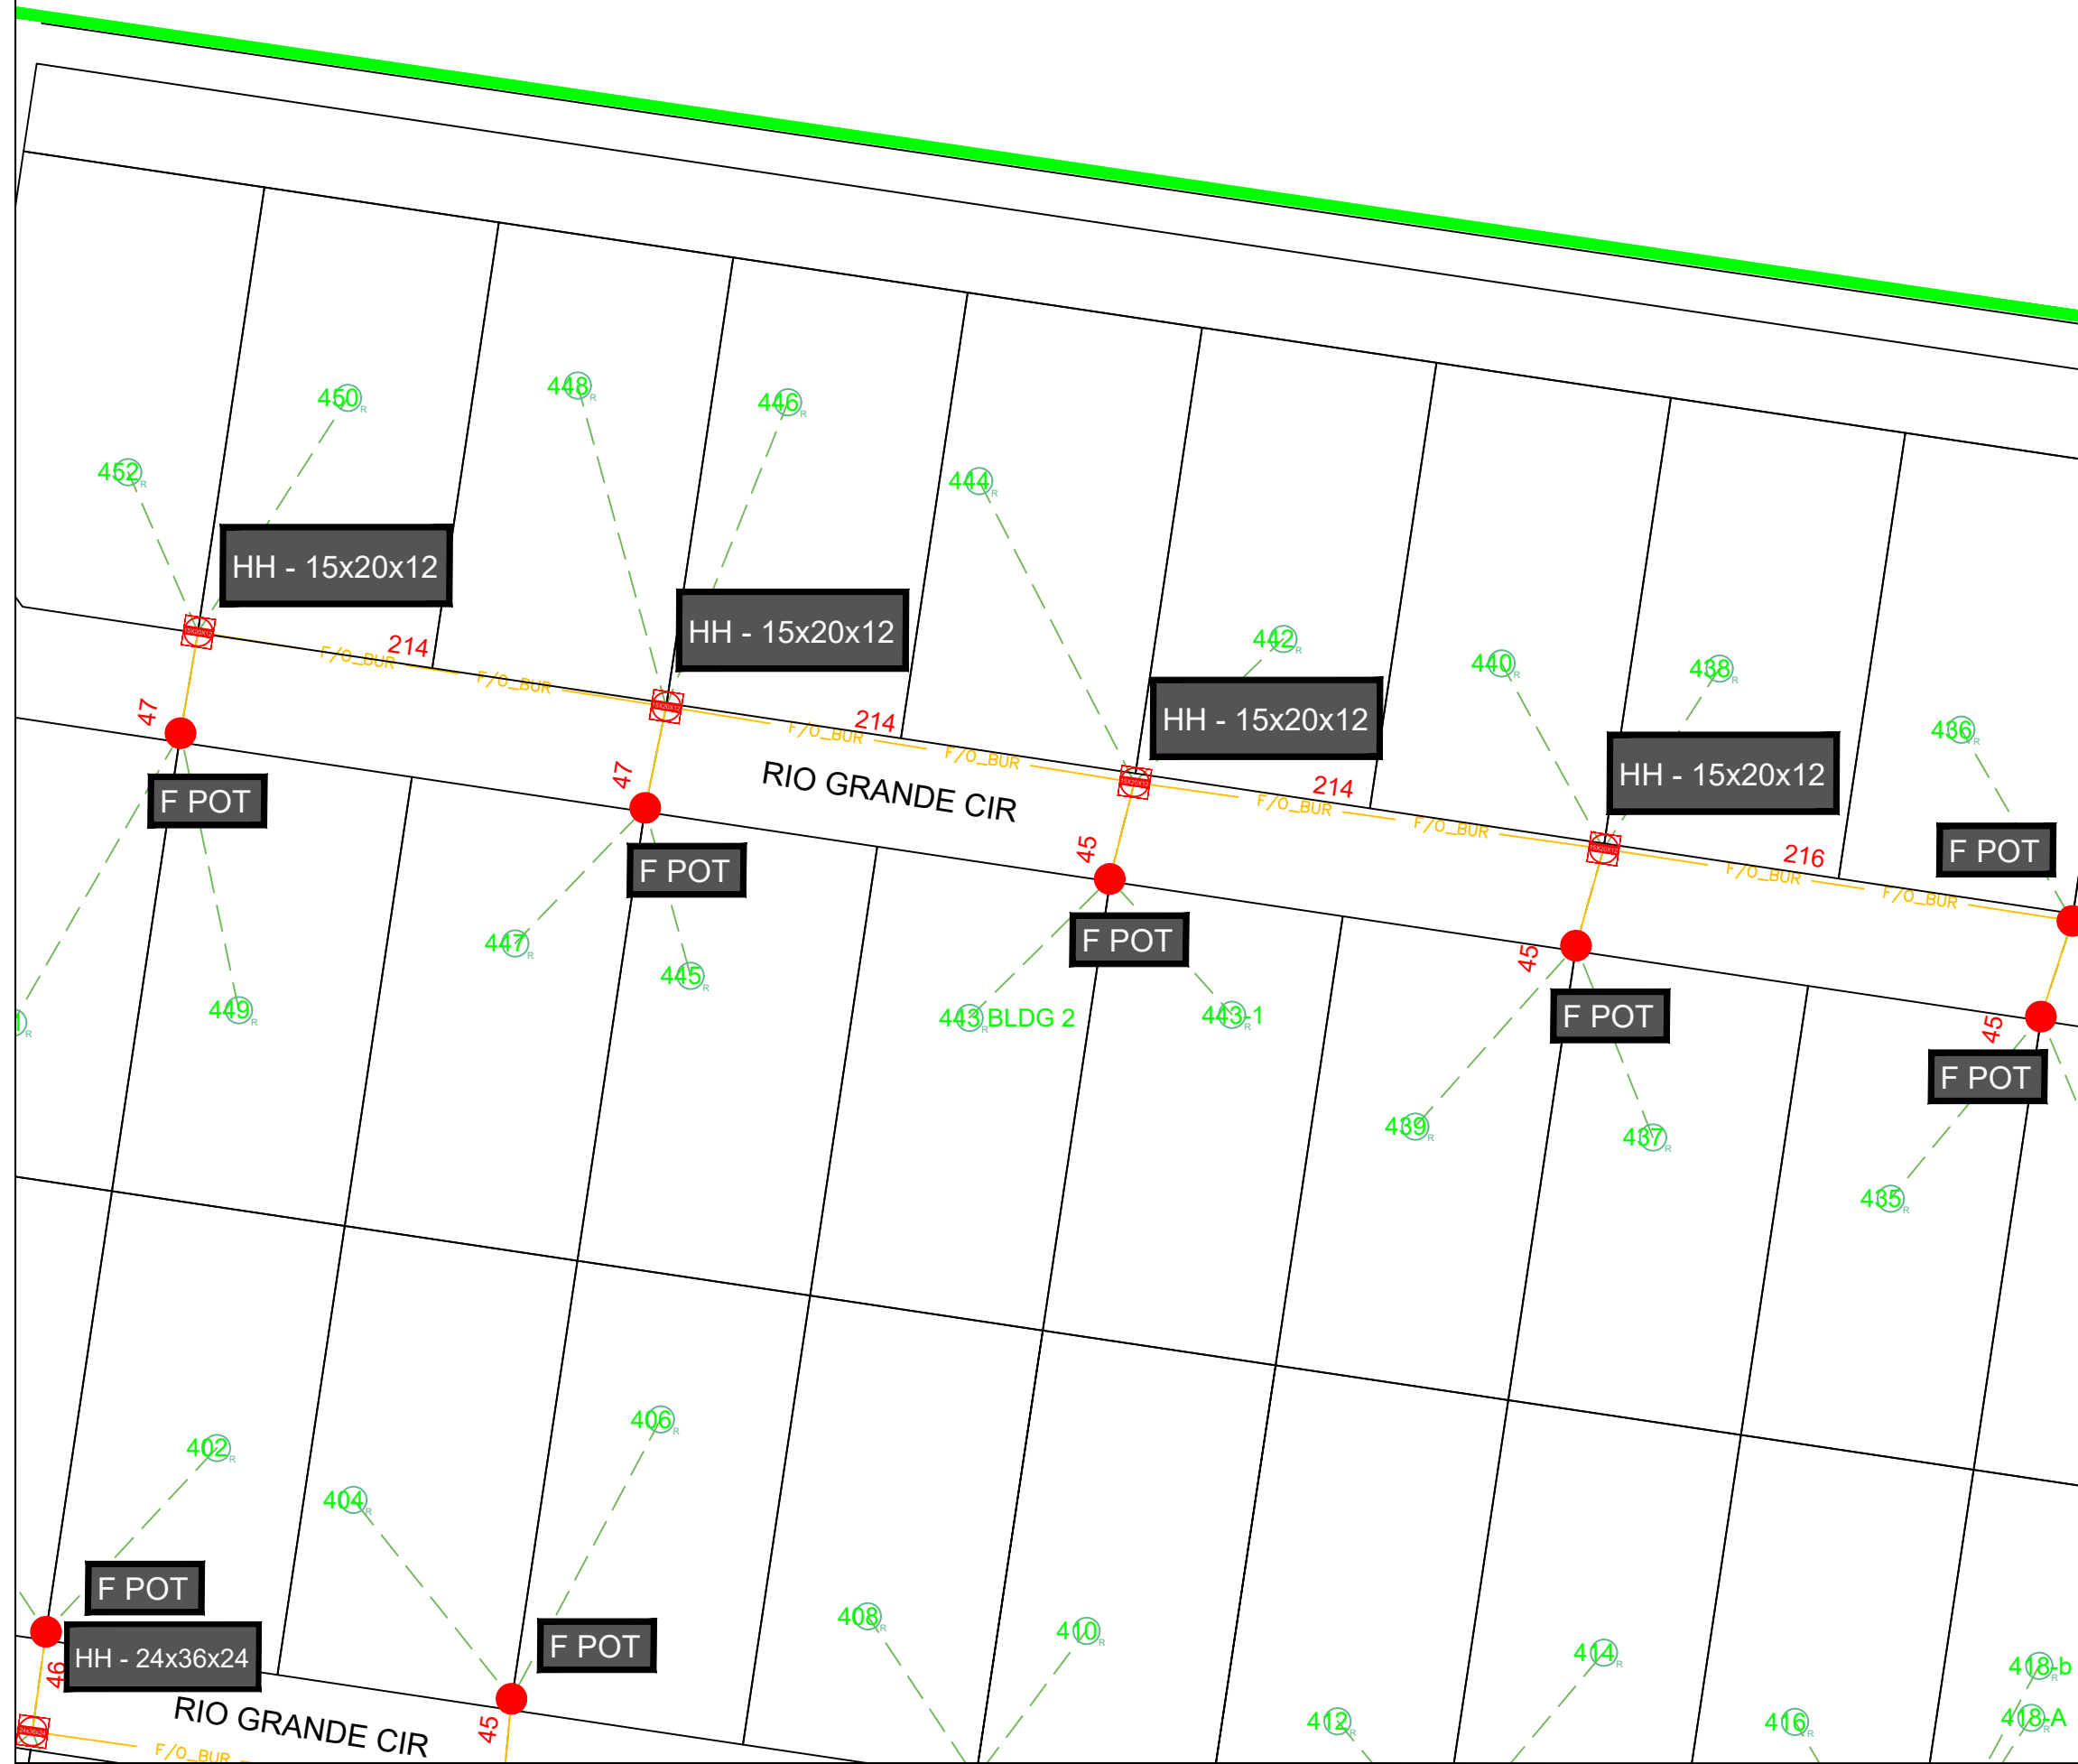 448
450
446
452
444
HH - 15x20x12
214
F/O_BUR
F/O_BUR
HH - 15x20x12
442
440
438
HH - 15x20x12
436
47
214
F/O_BUR
F/O_BUR
HH - 15x20x12
F POT
47
RIO GRANDE CIR
214
F/O_BUR
F/O_BUR
F POT
45
216
F/O_BUR
F/O_BUR
F POT
F POT
447
45
445
449
443 BLDG 2
443-1
F POT
45
F POT
439
437
435
406
402
404
F POT
408
410
HH - 24x36x24
F POT
414
418-b
46
RIO GRANDE CIR
45
412
416
418-A
F/O_BUR